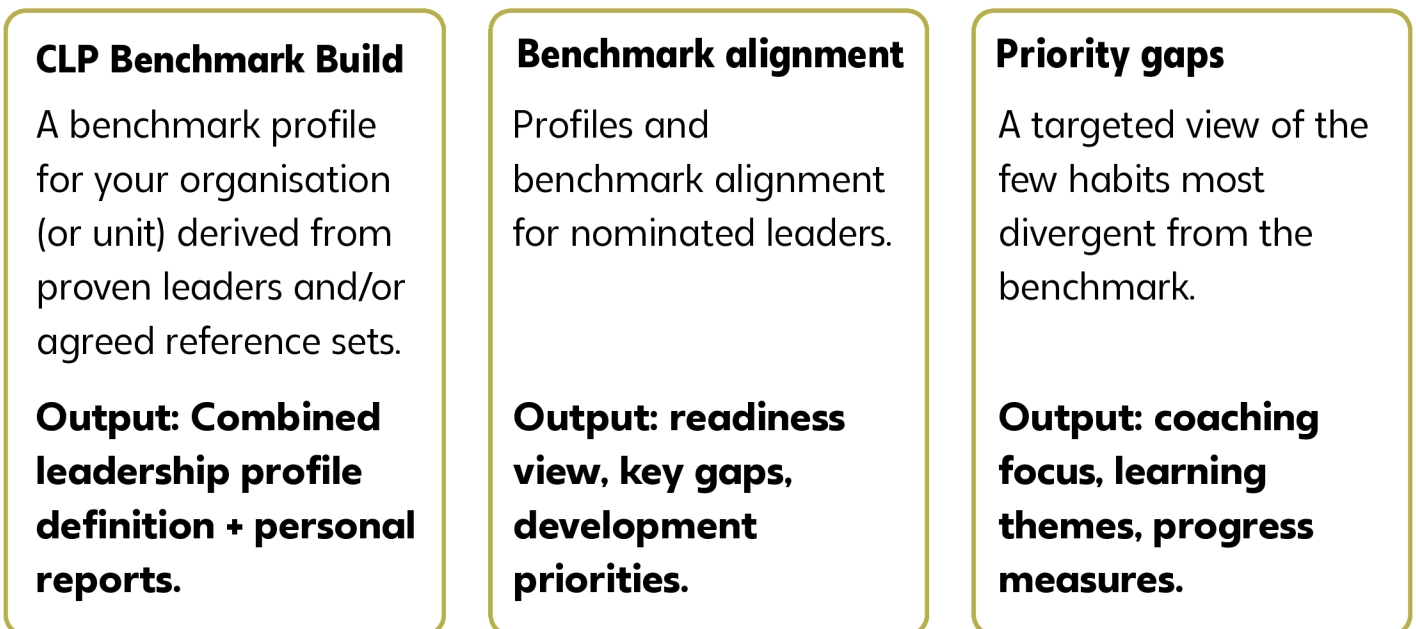 CLP Benchmark Build
A benchmark profile
for your organisation
(or unit) derived from
proven leaders and/or
agreed reference sets.
Output: Combined
leadership profile
definition + personal
reports.
Benchmark alignment
Profiles and
benchmark alignment
for nominated leaders.
Output: readiness
view, key gaps,
development
priorities.
Priority gaps
A targeted view of the
few habits most
divergent from the
benchmark.
Output: coaching
focus, learning
themes, progress
measures.